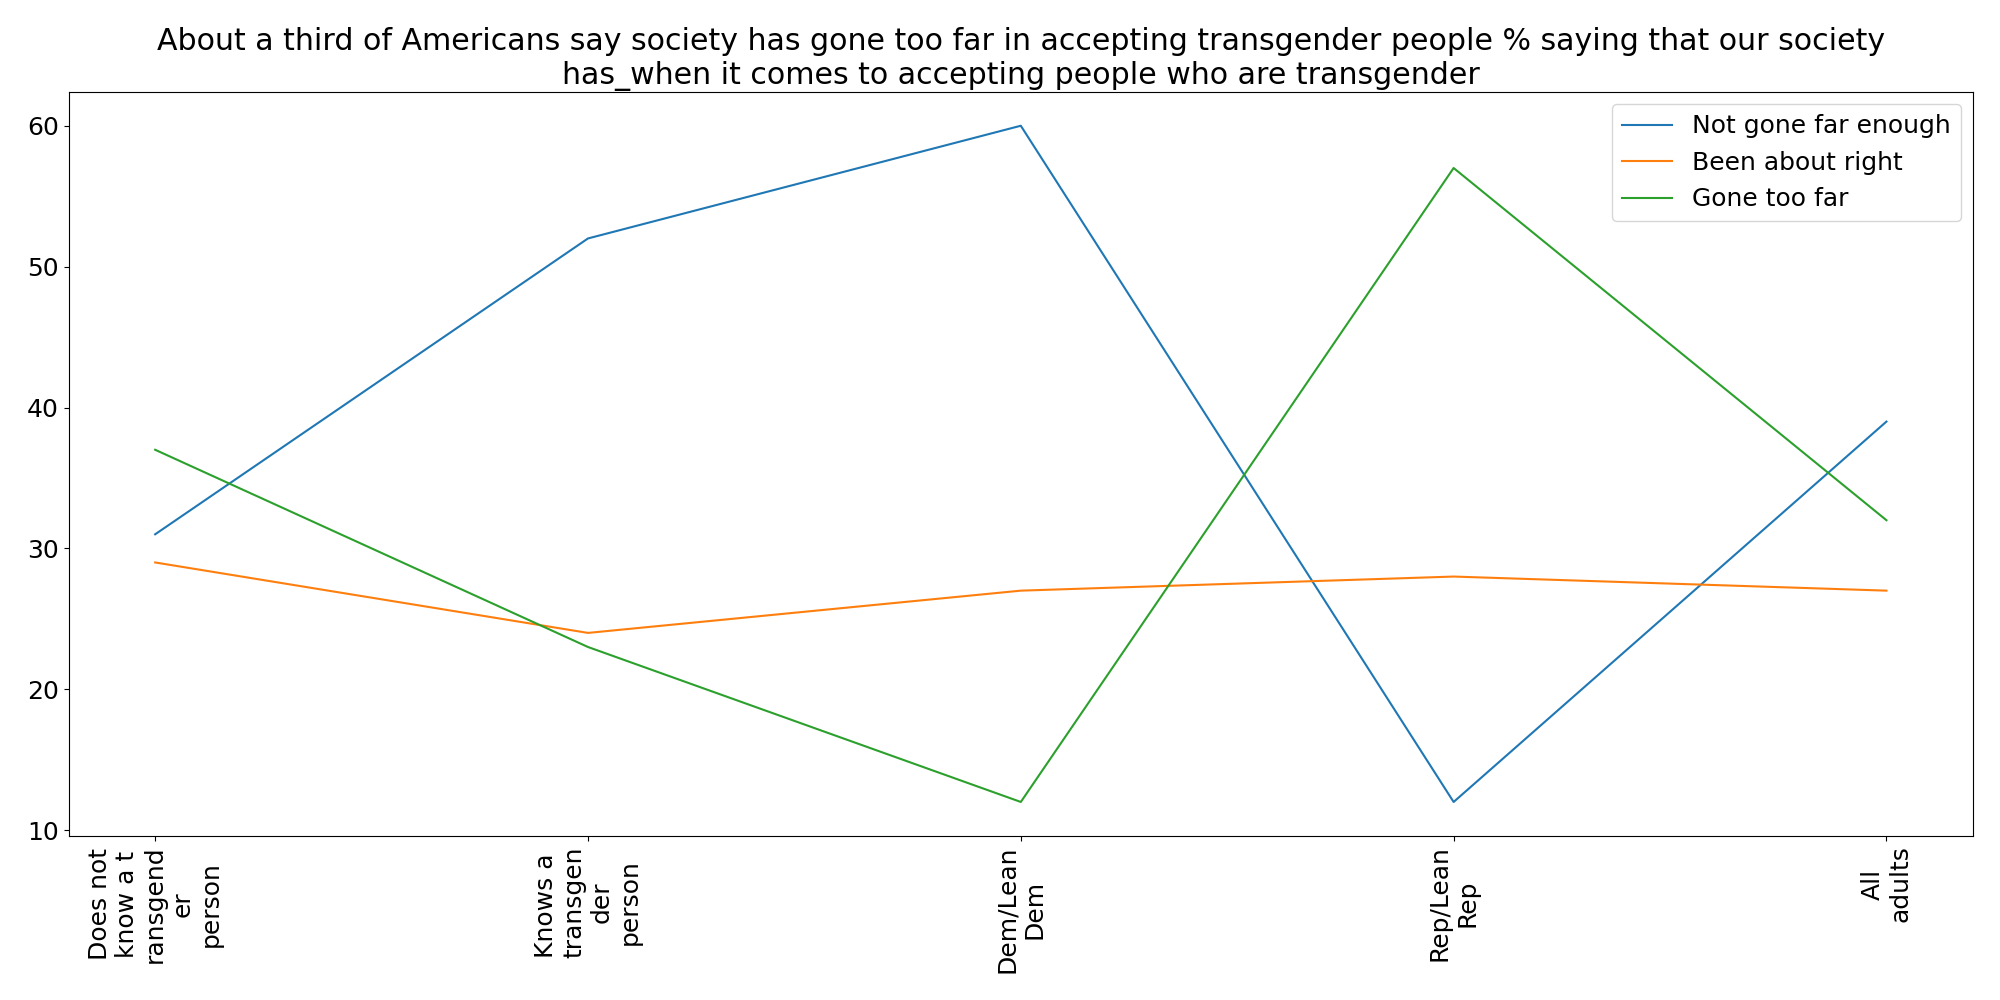 About a third of Americans say society has gone too far in accepting transgender people % saying that our society
has_when it comes to accepting people who are transgender
Not gone far enough
Been about right
Gone too far
60
50
40
30
20
10
Does not
know a t
ransgend
er
person
Knows a
transgen
der
person
Dem/Lean
Dem
Rep/Lean
Rep
All
adults